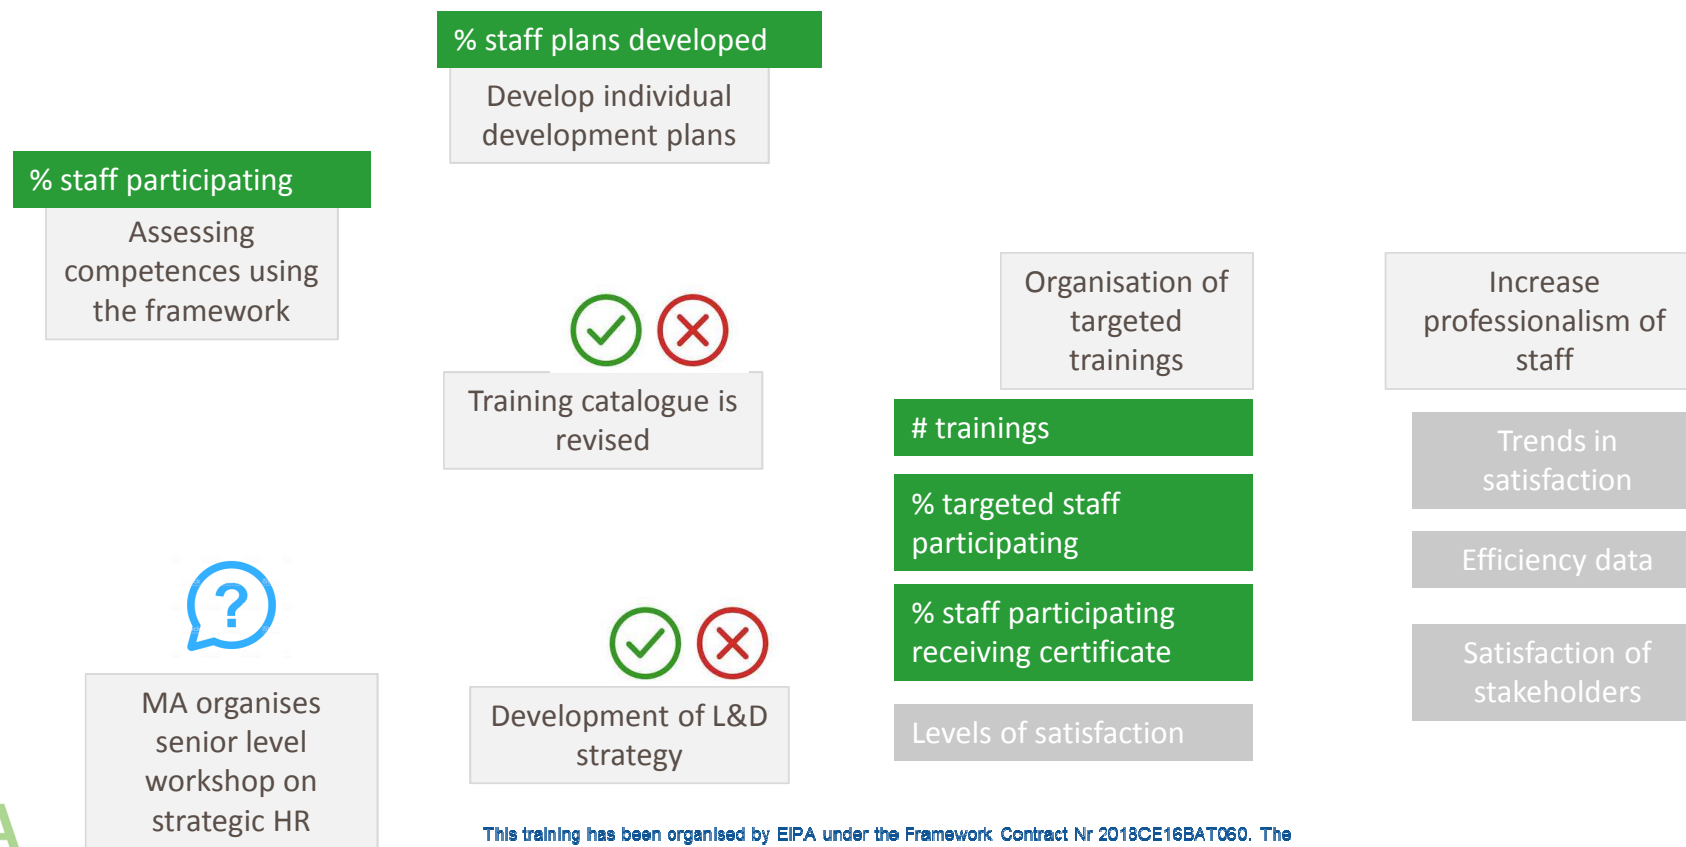 % staff plans developed
Develop individual
development plans
% staff participating
Assessing
competences using
the framework
Training catalogue is
revised
Organisation of
targeted
trainings
# trainings
% targeted staff
participating
% staff participating
receiving certificate
Levels of satisfaction
Increase
professionalism of
staff
Trends in
satisfaction
Efficiency data
Satisfaction of
stakeholders
?
MA organises
senior level
workshop on
strategic HR
Development of L&D
strategy
A
This training has been organised by EIPA under the Framework Contract Nr 2018CE16BAT060. The